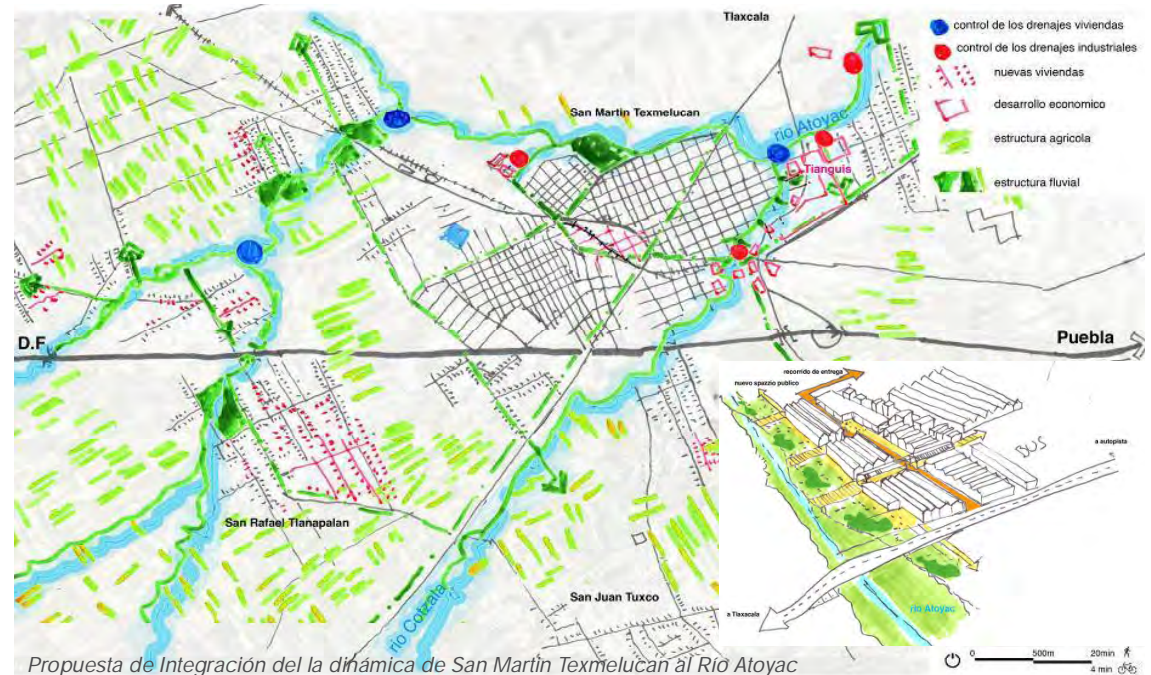 Tlaxcala
control de los drenajes viviendas
control de los drenajes industriales
nuevas viviendas
desarrollo economico
estructura agricola
estructura fluvial
San Martin Texmelucan
río Atoyac
Tianguis
D.F.
Puebla
recorrido de entrega
nuevo spazzio publico
BUS
a autopista
San Rafael Tlanapalan
San Juan Tuxco
rio Cotzala
a Tlaxacala
río Atoyac
0 500m 20min
4 min
Propuesta de Integración del la dinámica de San Martin Texmelucan al Río Atoyac